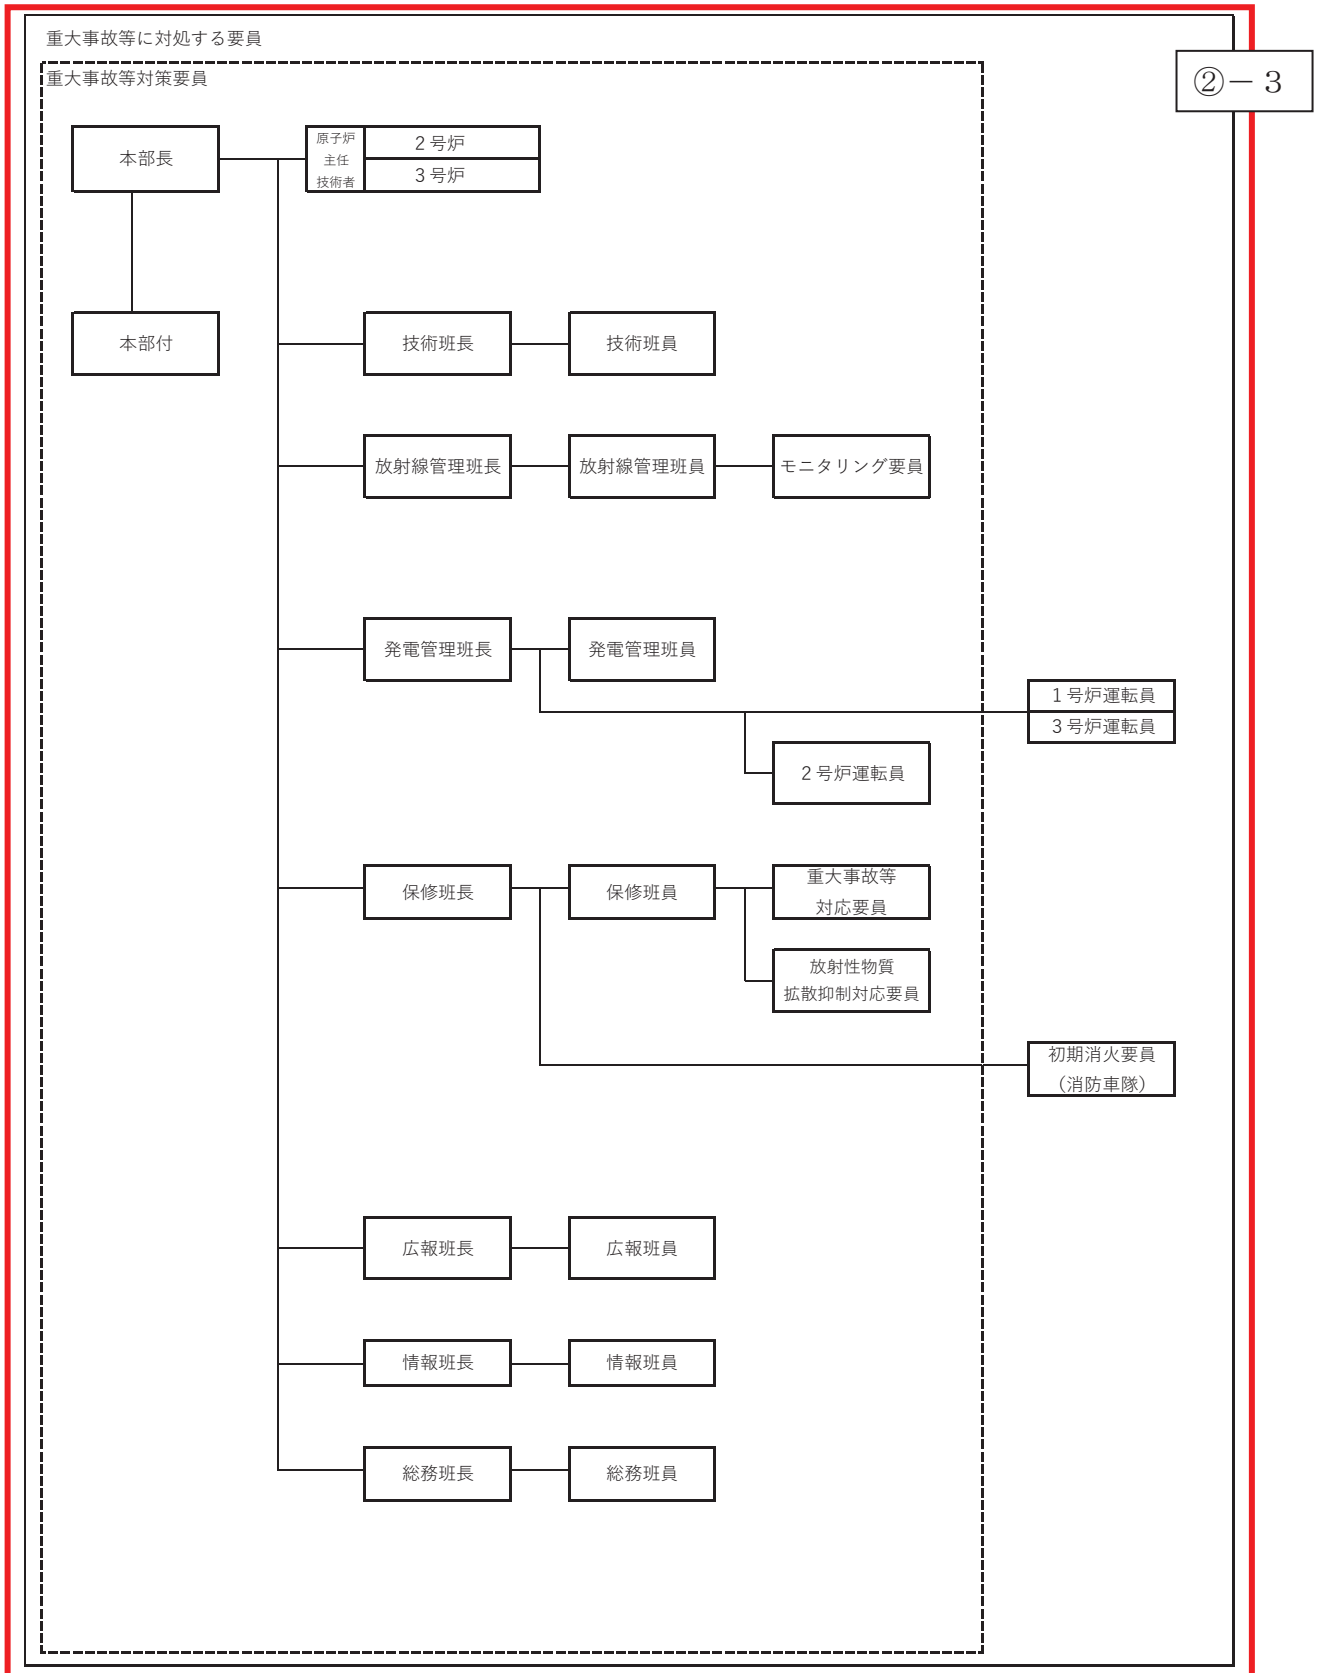 重大事故等に対処する要員
②－３
重大事故等対策要員
本部長
原子炉
主任
技術者
２号炉
３号炉
本部付
技術班長
技術班員
放射線管理班長
放射線管理班員
モニタリング要員
発電管理班長
発電管理班員
１号炉運転員
３号炉運転員
２号炉運転員
保修班長
保修班員
重大事故等
対応要員
放射性物質
拡散抑制対応要員
初期消火要員
（消防車隊）
広報班長
広報班員
情報班長
情報班員
総務班長
総務班員